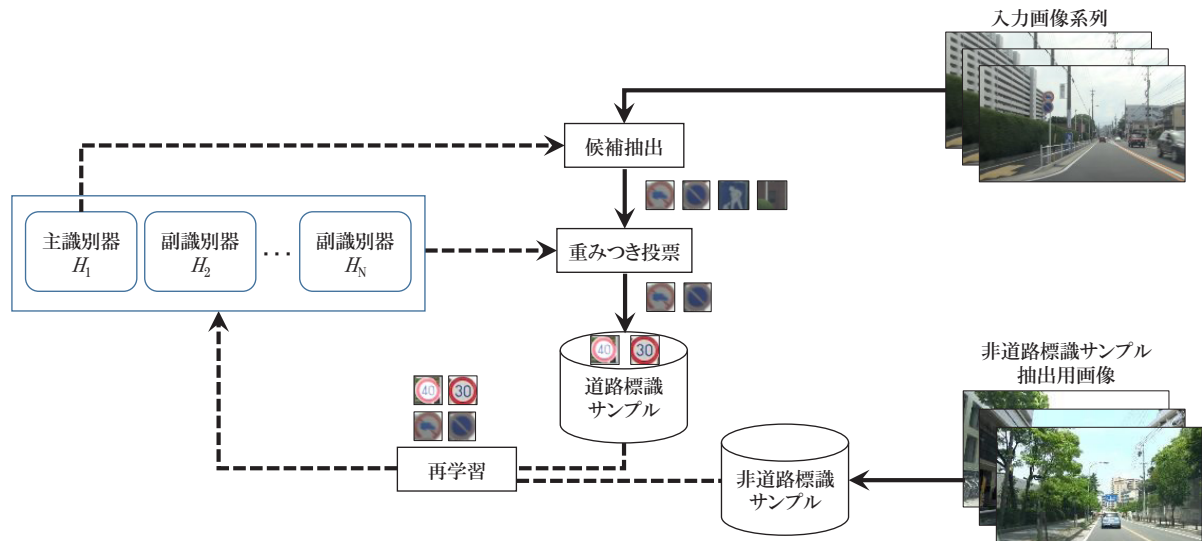 入力画像系列
候補抽出
主識別器
H1
副識別器
H2
…
副識別器
HN
重みつき投票
40
30
道路標識
サンプル
非道路標識サンプル
抽出用画像
40
30
再学習
非道路標識
サンプル